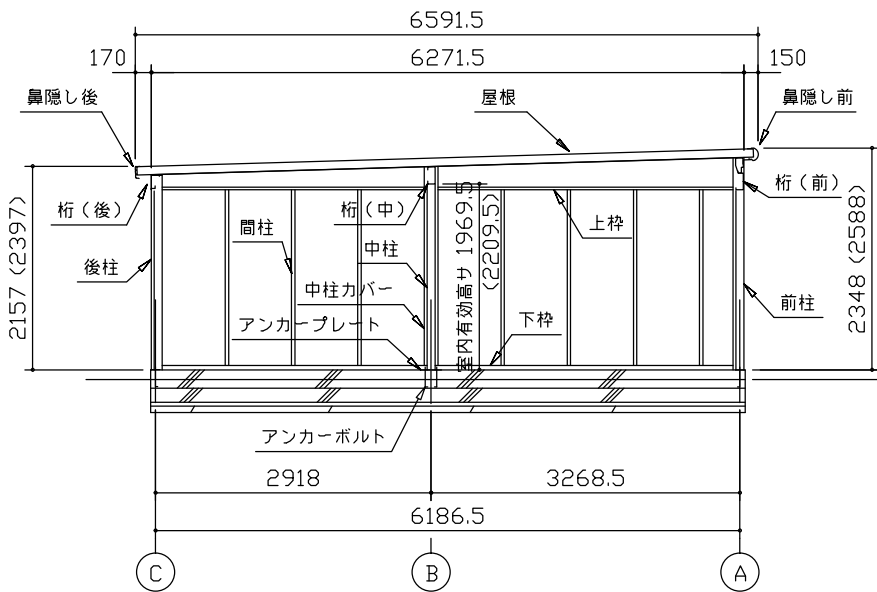 6591.5
170
6271.5
150
鼻隠し後
屋根
鼻隠し前
桁（後）
間柱
桁（中）
上枠
桁（前）
後柱
中柱
中柱カバー
前柱
アンカープレート
下枠
室内有効高サ 1969.5
(2209.5)
2157 (2397)
2348 (2588)
アンカーボルト
2918
3268.5
6186.5
C
B
A